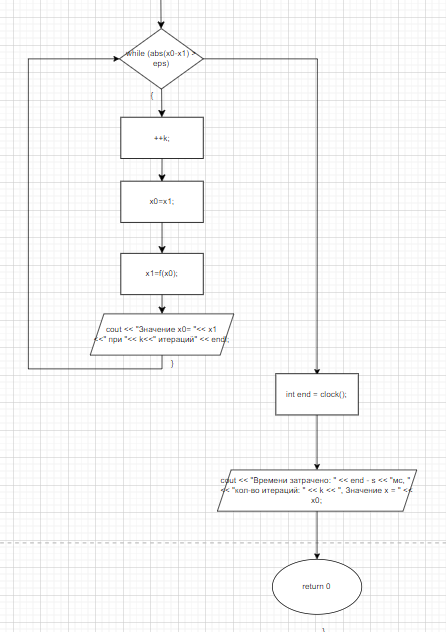 while (abs(x0-x1) >
eps)
{
++k;
x0=x1;
x1=f(x0);
cout << "Значение x0= "<< x1
<<" при "<< k<<" итераций" << endl;
}
int end = clock();
cout << "Времени затрачено: " << end - s << "мс, "
<< "кол-во итераций: " << k << ", Значение x = " <<
x0;
return 0
}